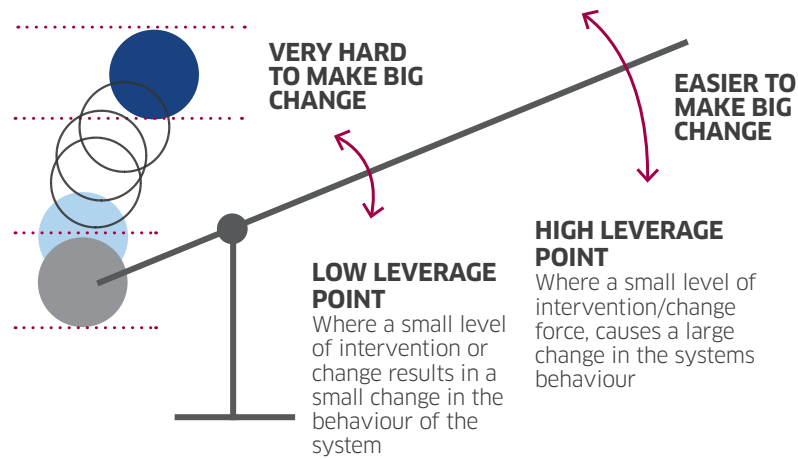 VERY HARD
TO MAKE BIG
CHANGE
EASIER TO
MAKE BIG
CHANGE
LOW LEVERAGE
POINT
Where a small level
of intervention or
change results in a
small change in the
behaviour of the
system
HIGH LEVERAGE
POINT
Where a small level of
intervention/change
force, causes a large
change in the systems
behaviour